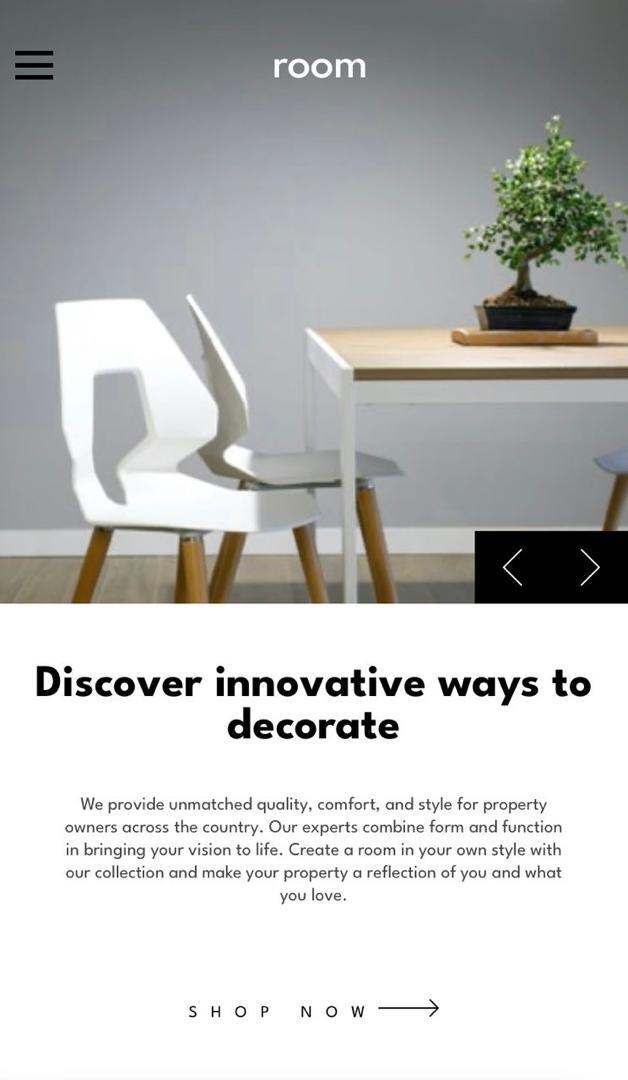 room
Discover innovative ways to
decorate
We provide unmatched quality, comfort, and style for property
owners across the country. Our experts combine form and function
in bringing your vision to life. Create a room in your own style with
our collection and make your property a reflection of you and what
you love.
SHOP NOW